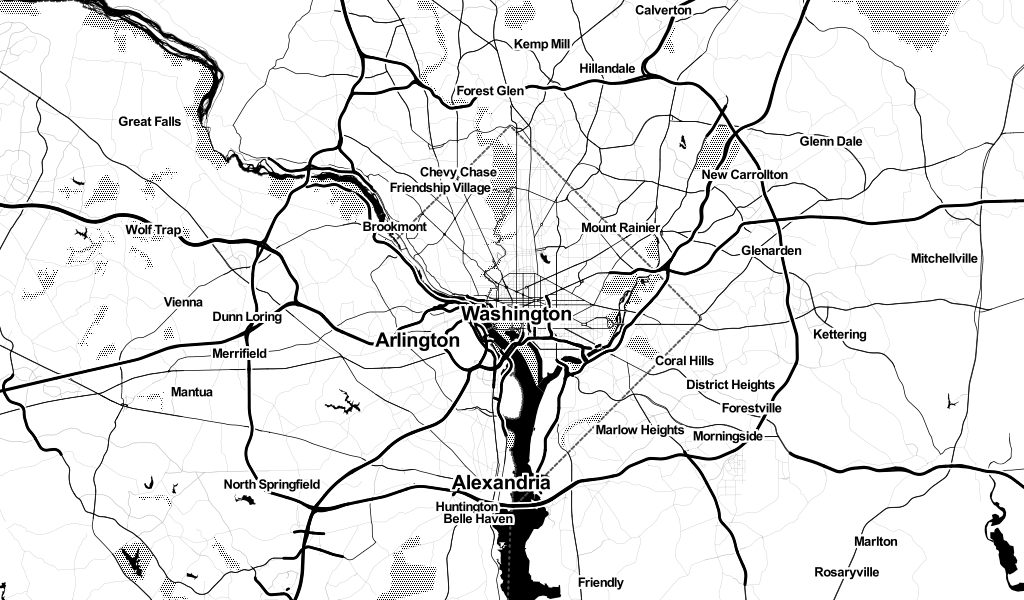 Calverton
Kemp Mill
Hillandale
Forest Glen
Great Falls
Glenn Dale
Chevy Chase
New Carrollton
Friendship Village
Brookmont
Mount Rainier
Wolf Trap
Glenarden
Mitchellville
Vienna
Washington
Dunn Loring
Kettering
Arlington
Merrifield
Coral Hills
District Heights
Mantua
Forestville
Marlow Heights
Morningside
Alexandria
North Springfield
Huntington
Belle Haven
Marlton
Rosaryville
Friendly